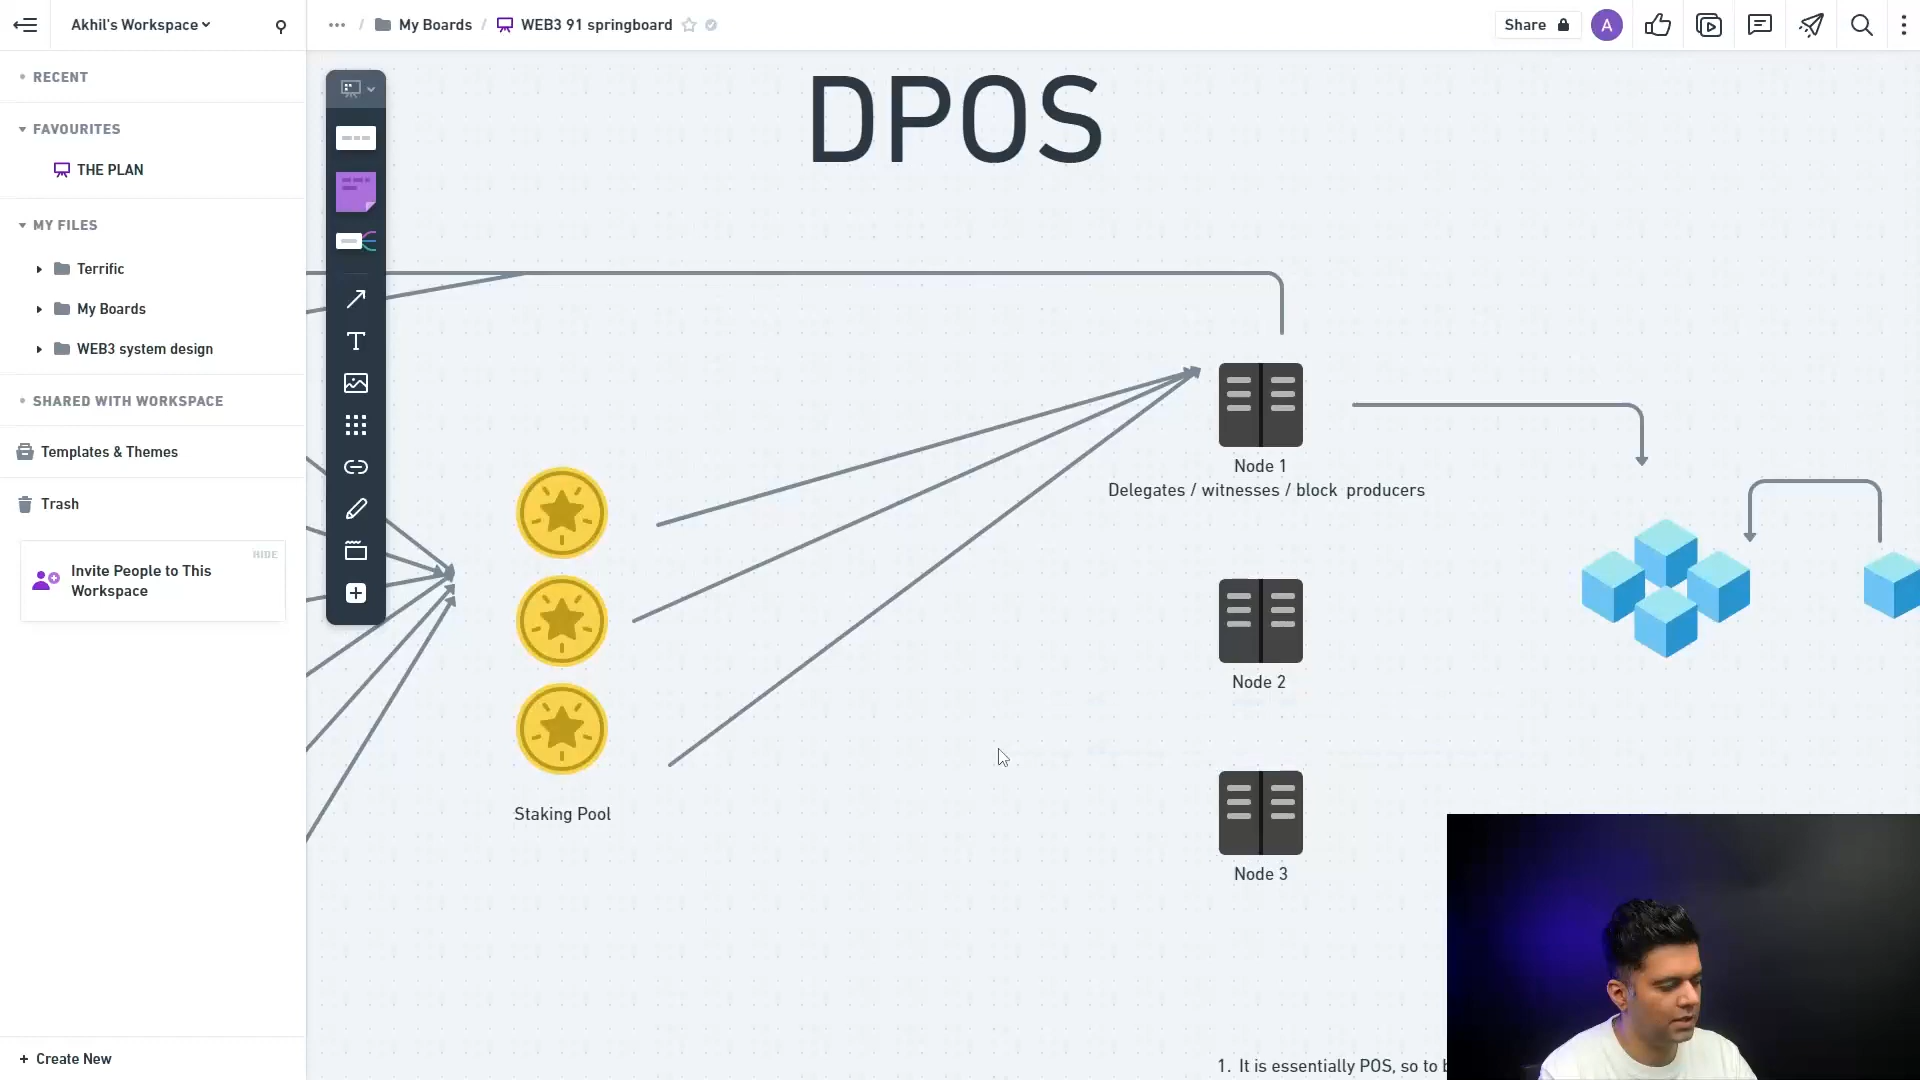 Akhil's Workspace
... / My Boards / WEB3 91 springboard
Share
A
RECENT
FAVOURITES
THE PLAN
MY FILES
Terrific
My Boards
WEB3 system design
SHARED WITH WORKSPACE
Templates & Themes
Trash
HIDE
Invite People to This
Workspace
+ Create New
T
DPOS
Node 1
Delegates / witnesses / block producers
Node 2
Staking Pool
Node 3
1. It is essentially POS, so to